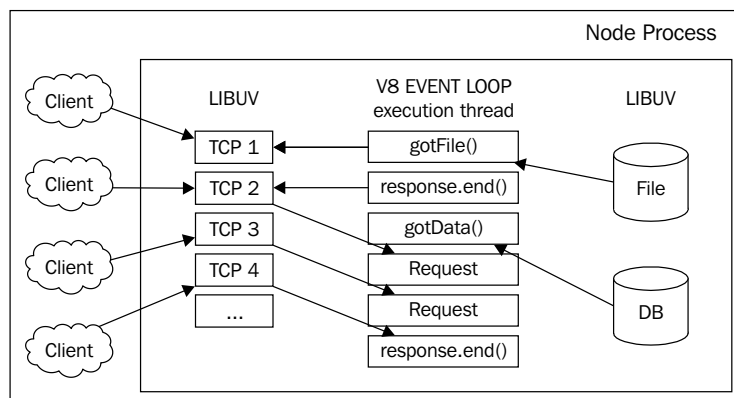 Node Process
LIBUV
V8 EVENT LOOP
execution thread
LIBUV
Client
Client
Client
Client
TCP 1
TCP 2
TCP 3
TCP 4
...
gotFile()
response.end()
gotData()
Request
Request
response.end()
File
DB